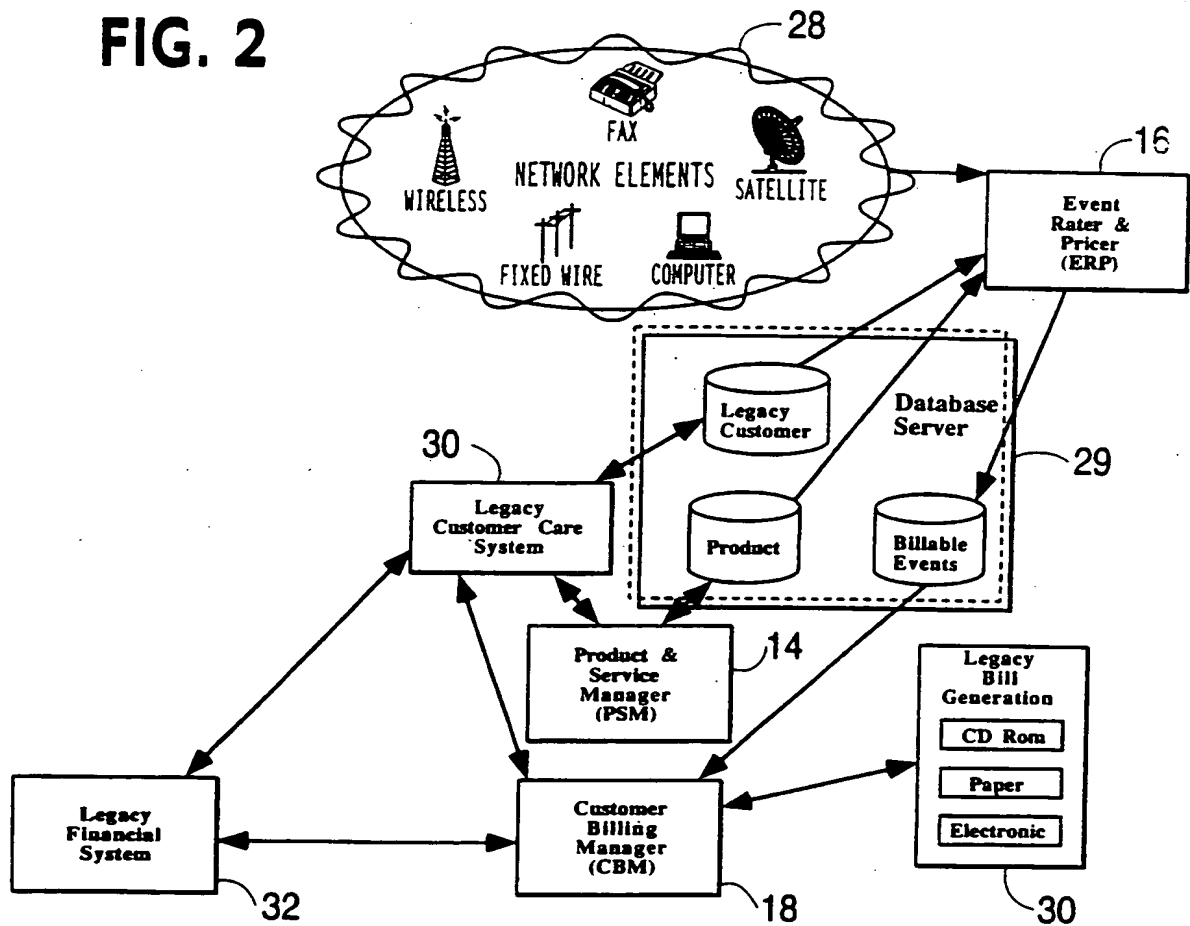 FIG. 2
28
FAX
WIRELESS
NETWORK ELEMENTS
SATELLITE
FIXED WIRE
COMPUTER
16
Event
Rater &
Pricer
(ERP)
Legacy
Customer
Database
Server
29
30
Legacy
Customer Care
System
Product
Billable
Events
14
Product &
Service
Manager
(PSM)
Legacy
Bill
Generation
CD Rom
Paper
Electronic
30
Legacy
Financial
System
32
Customer
Billing
Manager
(CBM)
18